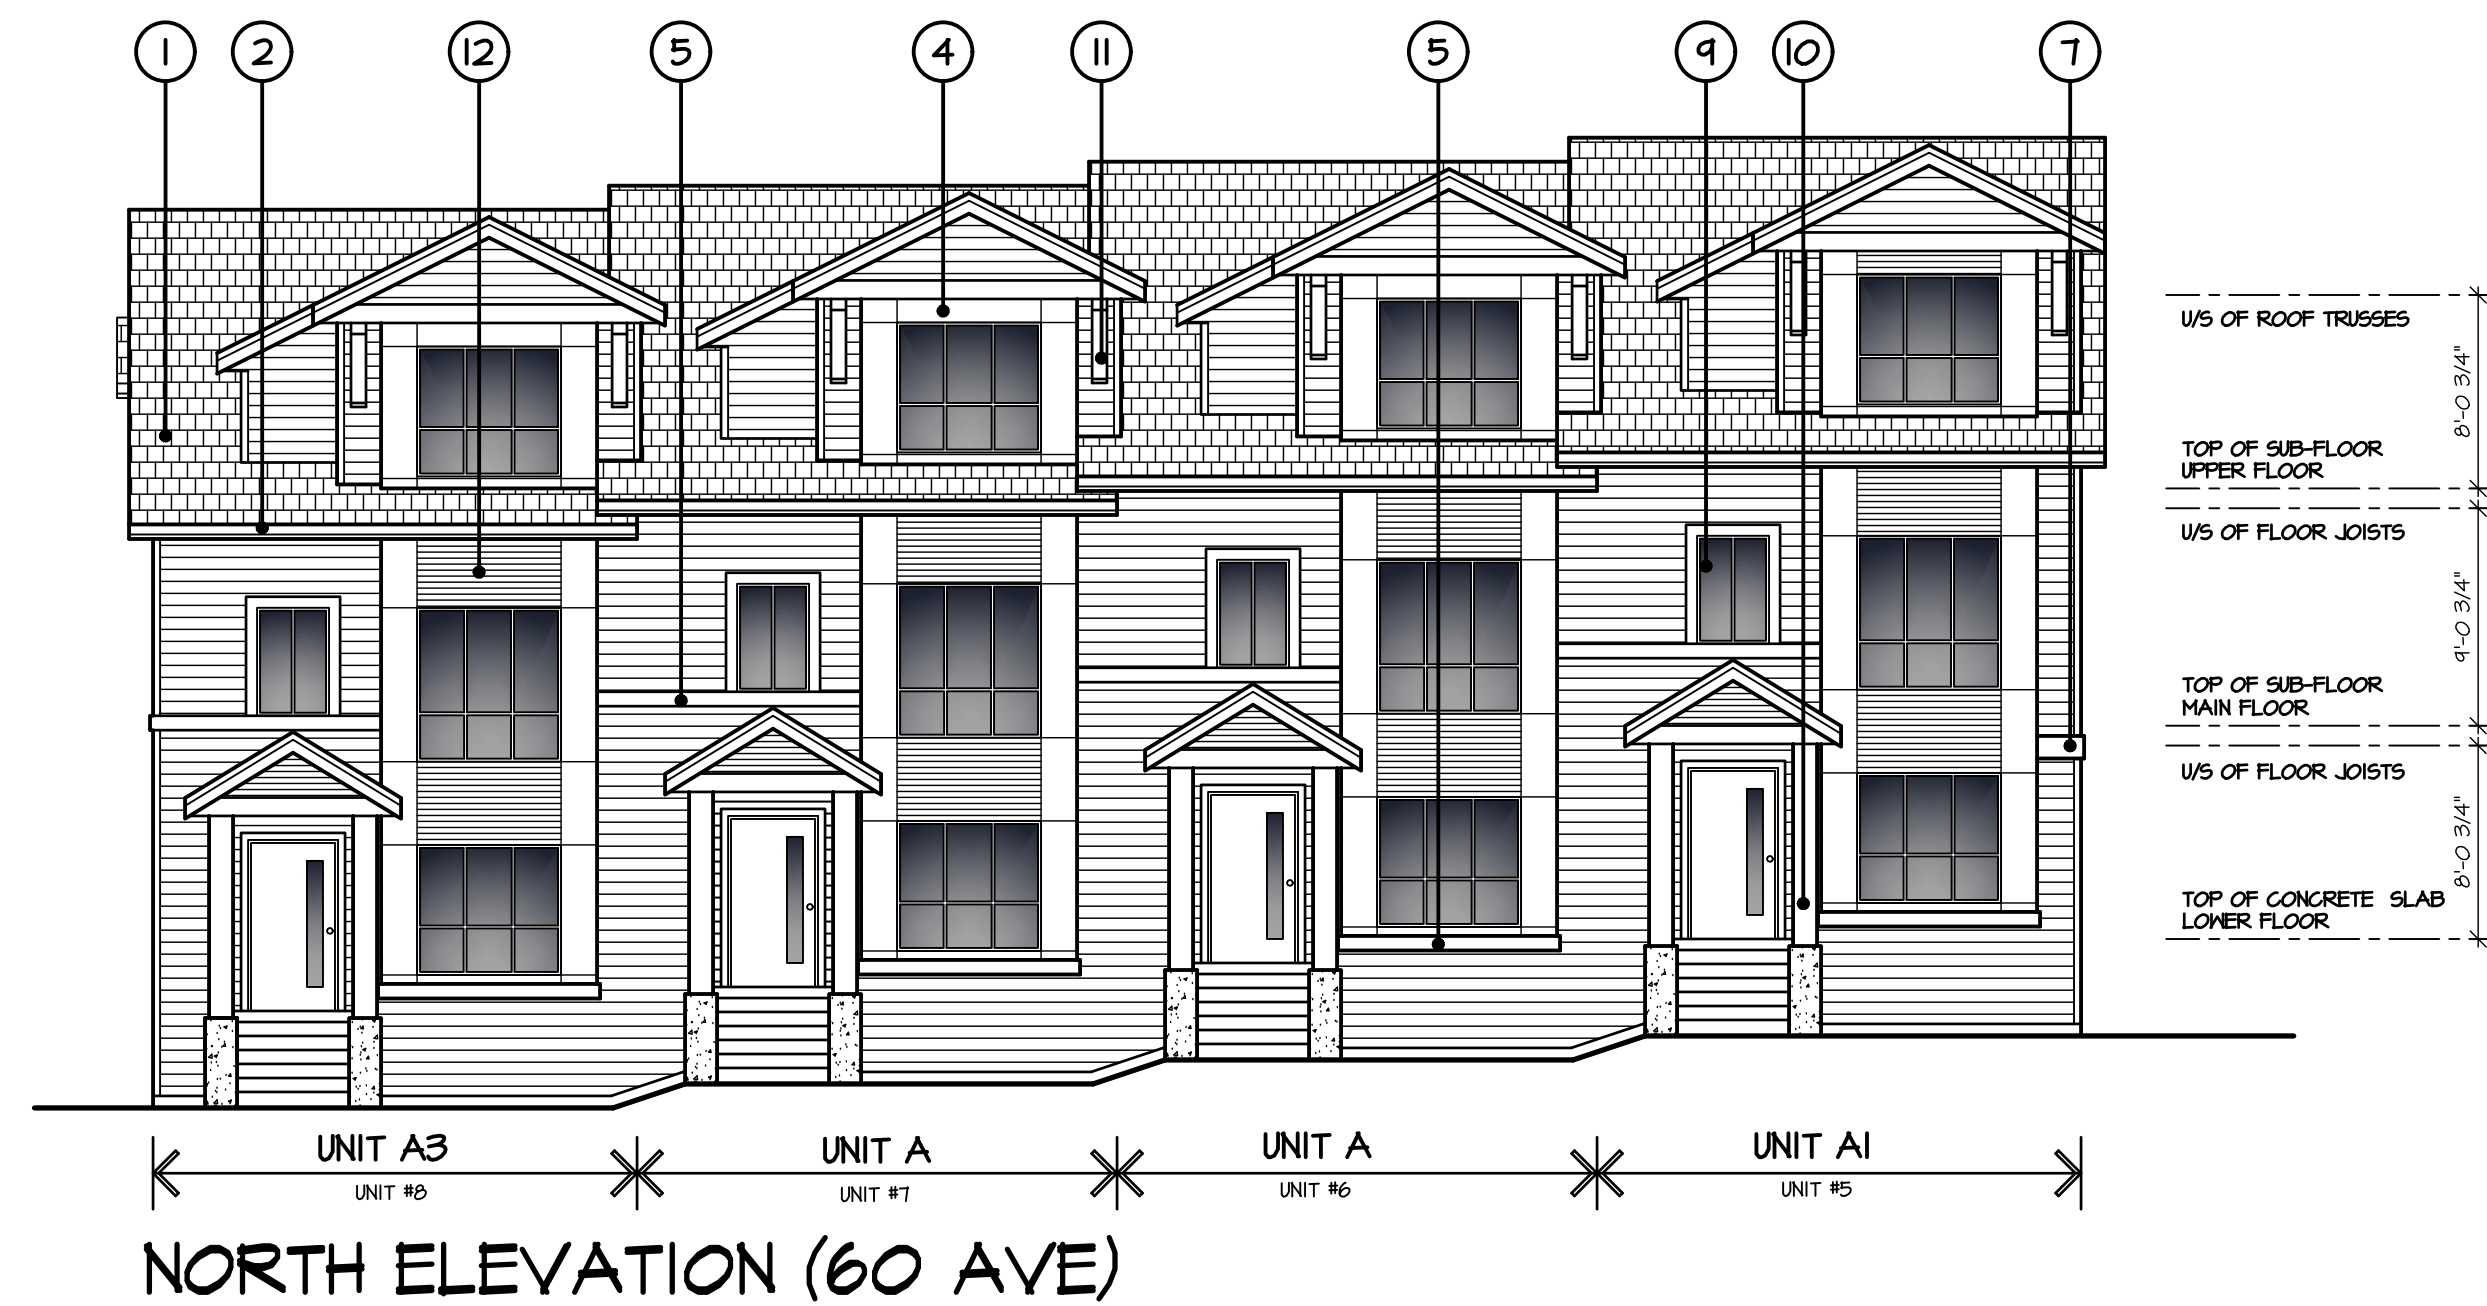 1 2 12 5 4 11 5 9 10 7
U/S OF ROOF TRUSSES
8'-0 3/4"
TOP OF SUB-FLOOR
UPPER FLOOR
U/S OF FLOOR JOISTS
9'-0 3/4"
TOP OF SUB-FLOOR
MAIN FLOOR
U/S OF FLOOR JOISTS
8'-0 3/4"
TOP OF CONCRETE SLAB
LOWER FLOOR
UNIT A3 UNIT A UNIT A UNIT A1
UNIT #8 UNIT #7 UNIT #6 UNIT #5
NORTH ELEVATION (60 AVE)